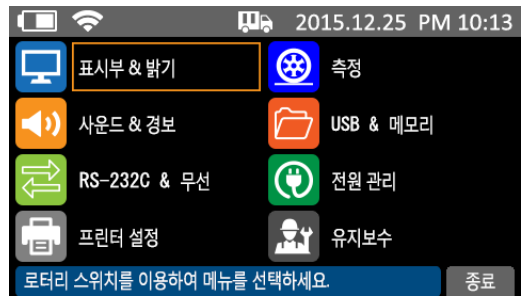 2015.12.25 PM 10:13
표시부 & 밝기
측정
사운드 & 경보
USB & 메모리
RS-232C & 무선
전원 관리
프린터 설정
유지보수
로터리 스위치를 이용하여 메뉴를 선택하세요.
종료